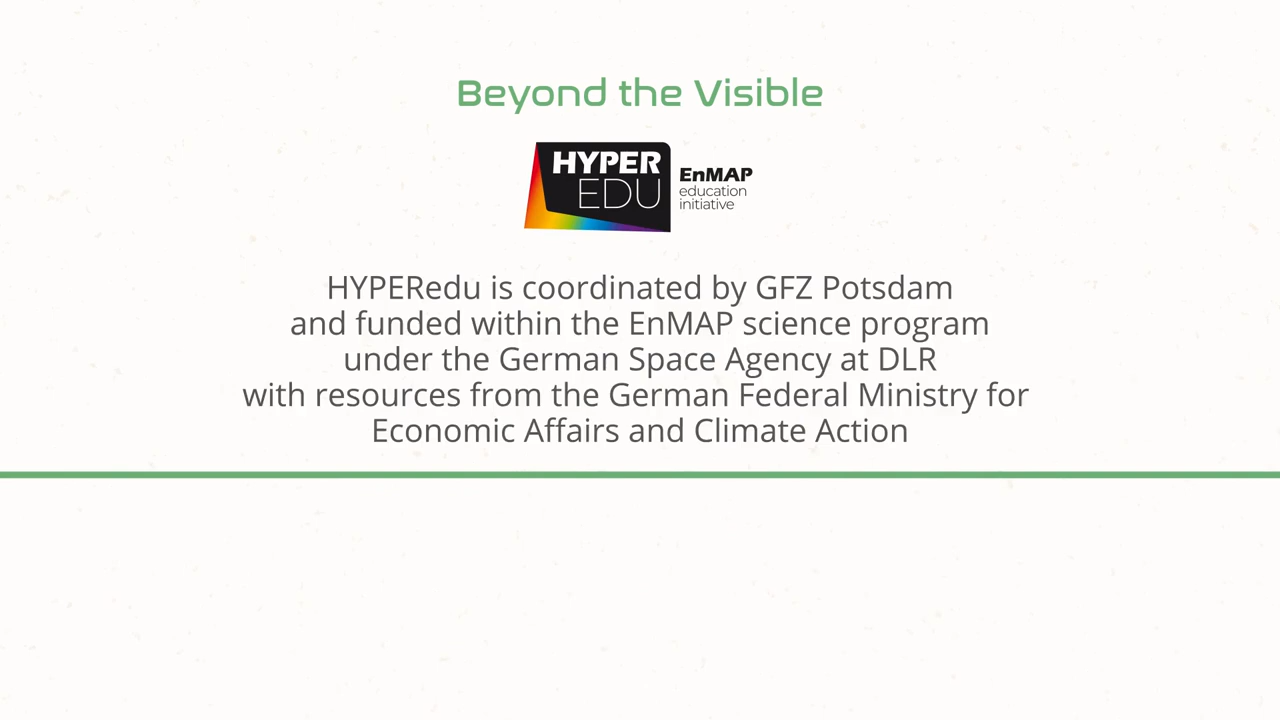 Beyond the Visible
HYPER
EDU
EnMAP
education
initiative
HYPERedu is coordinated by GFZ Potsdam
and funded within the EnMAP science program
under the German Space Agency at DLR
with resources from the German Federal Ministry for
Economic Affairs and Climate Action